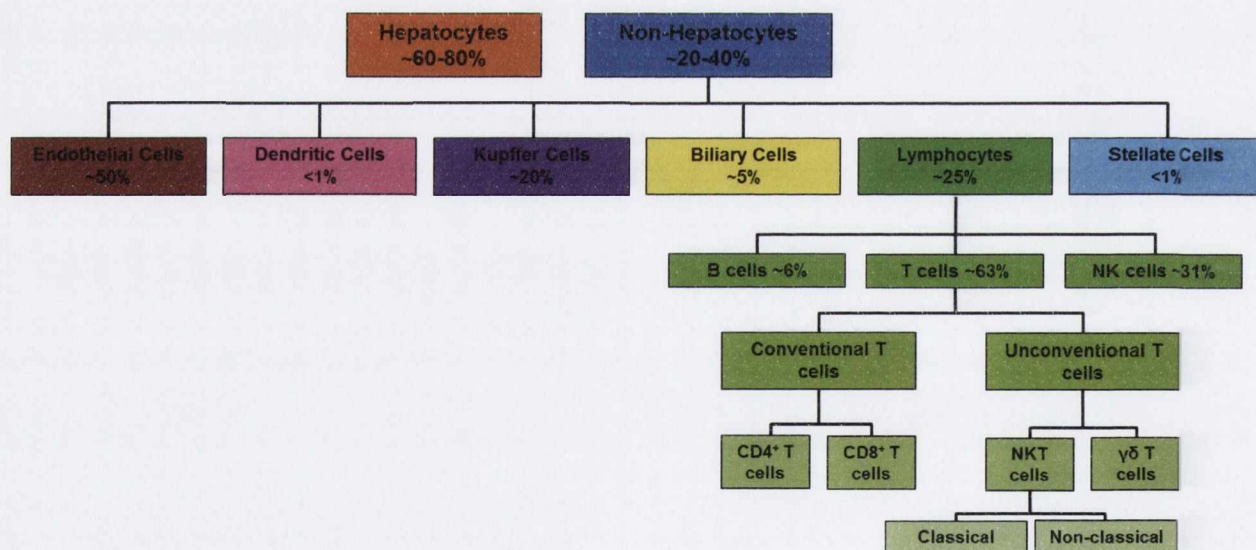 Hepatocytes
~60-80%
Non-Hepatocytes
~20-40%
Endothelial Cells
~50%
Dendritic Cells
<1%
Kupffer Cells
~20%
Biliary Cells
~5%
Lymphocytes
~25%
Stellate Cells
<1%
B cells ~6%
T cells ~63%
NK cells ~31%
Conventional T
cells
Unconventional T
cells
CD4⁺ T
cells
CD8⁺ T
cells
NKT
cells
γδ T
cells
Classical
Non-classical